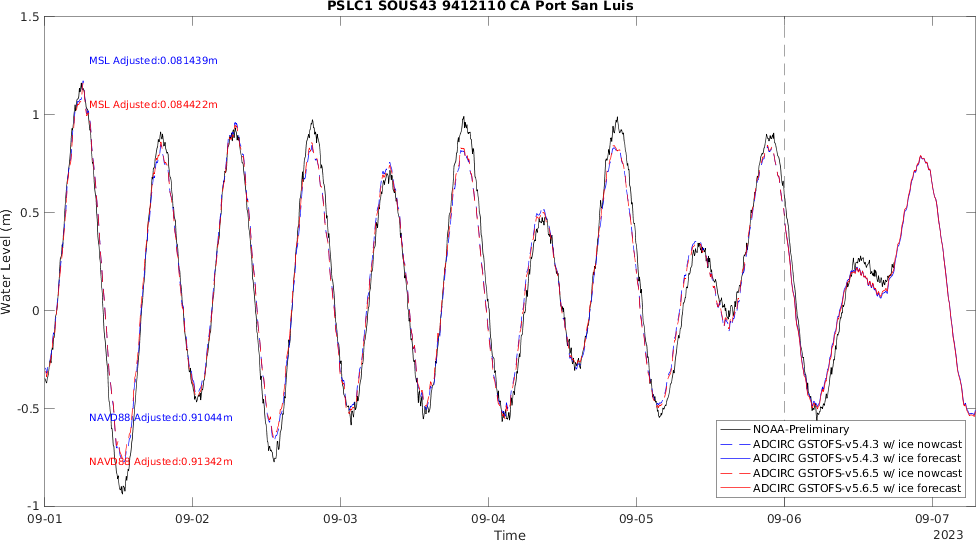 PSLC1 SOUS43 9412110 CA Port San Luis
1.5
MSL Adjusted:0.081439m
MSL Adjusted:0.084422m
1
0.5
Water Level (m)
0
-0.5
NAVD88 Adjusted:0.91044m
NAVD88 Adjusted:0.91342m
-1
NOAA-Preliminary
ADCIRC GSTOFS-v5.4.3 w/ ice nowcast
ADCIRC GSTOFS-v5.4.3 w/ ice forecast
ADCIRC GSTOFS-v5.6.5 w/ ice nowcast
ADCIRC GSTOFS-v5.6.5 w/ ice forecast
09-01 09-02 09-03 09-04 09-05 09-06 09-07
Time
2023